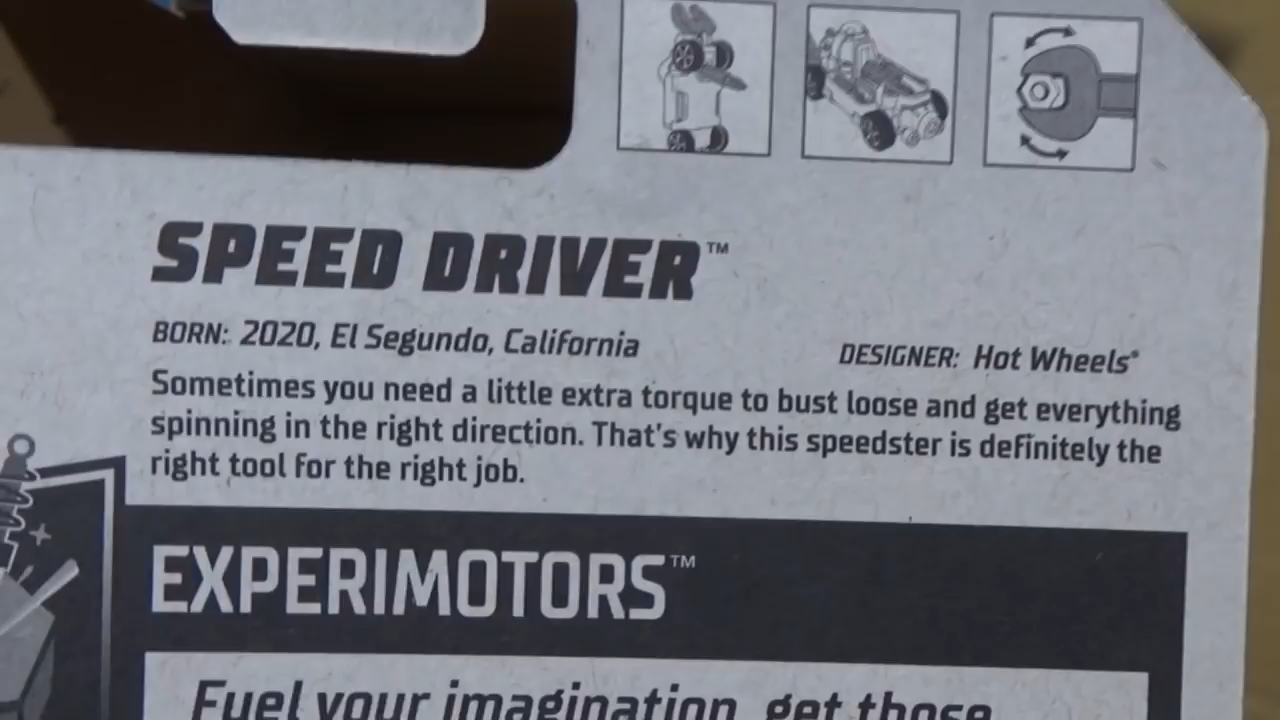 SPEED DRIVER™
BORN: 2020, El Segundo, California
DESIGNER: Hot Wheels®
Sometimes you need a little extra torque to bust loose and get everything
spinning in the right direction. That's why this speedster is definitely the
right tool for the right job.
EXPERIMOTORS™
Fuel your imagination, get those